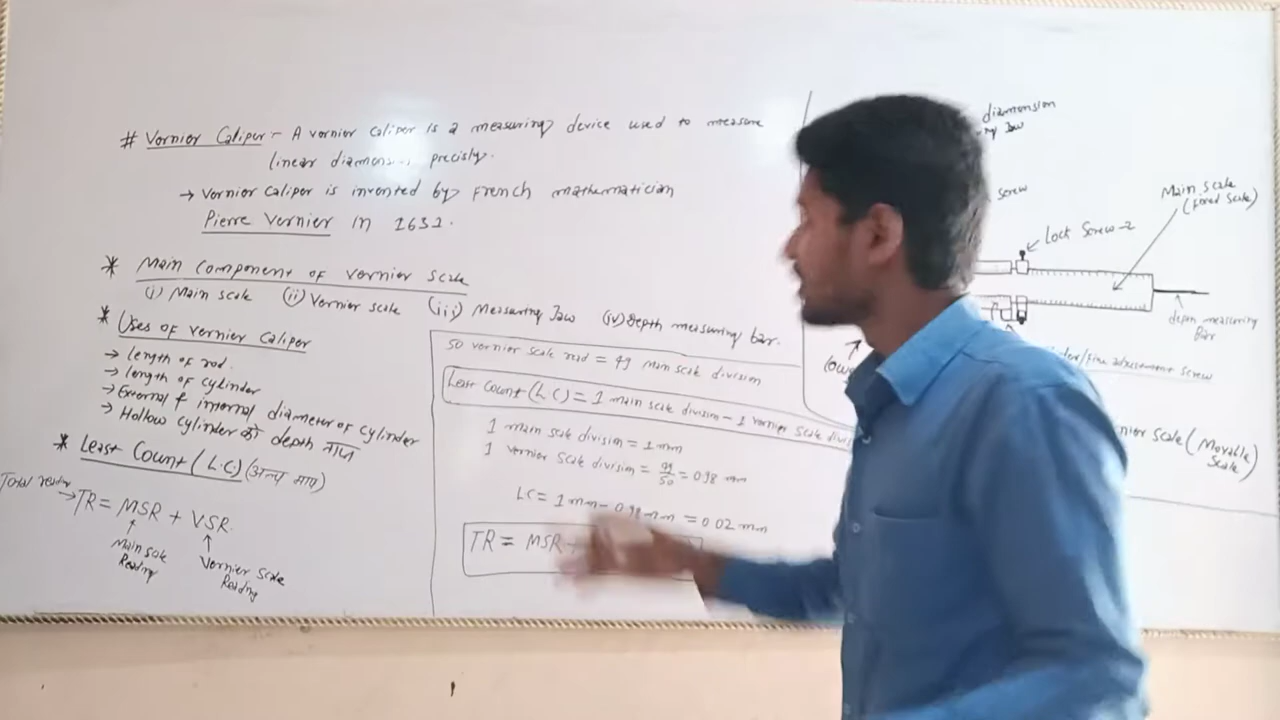 # Vernier Caliper:- A vernier caliper is a measuring device used to measure
linear precisly.
→ Vernier Caliper is invented by French mathematician
Pierre Vernier in 1631.
* Main Component of vernier scale
(i) Main scale (ii) Vernier scale (iii) Measuring Jaw (iv) Depth measuring bar.
* Uses of vernier caliper
→ length of rod.
→ length of cylinder
→ External & internal diameter of cylinder
→ Hollow cylinder की depth नापना
* Least Count (L.C) (अल्प माप)
Total reading
→ TR = MSR + VSR.
Main scale
Reading
Vernier Scale
Reading
50 vernier scale = 49 main scale division
Least Count (L.C) = 1 main scale division - 1 vernier scale divi
1 main scale division = 1 mm
1 vernier scale division = 49/50 = 0.98 mm
LC = 1 mm - 0.98 mm = 0.02 mm
TR = MSR +
diamension
Jaw
screw
Lock Screw-2
Main scale
(Fixed Scale)
depth measuring
Bar
/fine adjustment screw
nier scale (Movable
Scale)